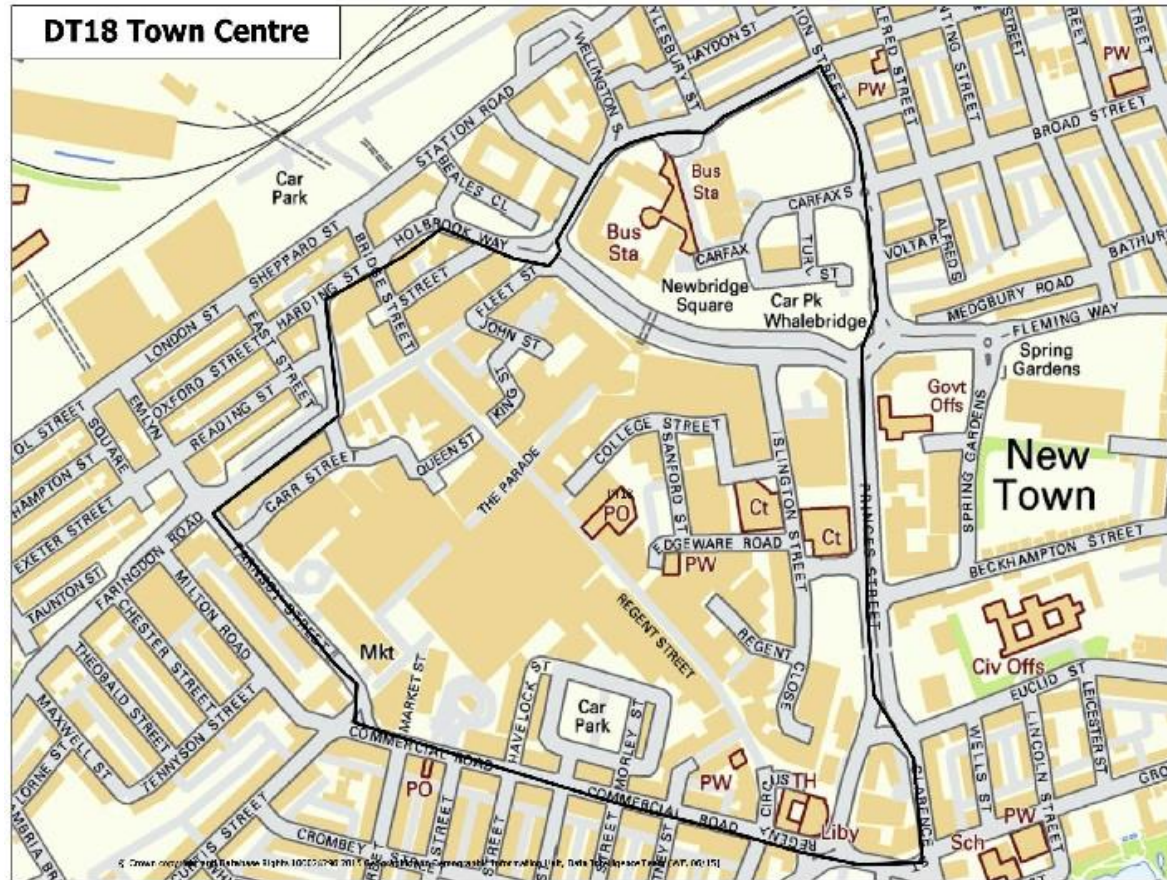 DT18 Town Centre
WELLINGTON S
HAYDON ST
PW
PW
BROAD STREET
STATION ROAD
BEALES CL
Car
Park
Bus
Sta
Bus
Sta
CARFAX S
CARFAX
TURL ST
ALFRED S
VOLTA R
Newbridge
Square
Car Pk
Whalebridge
MEDGBURY ROAD
FLEMING WAY
Spring
Gardens
SHEPPARD ST
HOLBROOK WAY
BRIDGE STREET
STREET
FLEET ST
JOHN ST
KING
LONDON ST
HARDING ST
EAST STREET
OXFORD STREET
READING ST
EMLYN
SQUARE
EXETER STREET
TAUNTON ST
FARINGDON ROAD
CARR STREET
QUEEN ST
THE PARADE
COLLEGE STREET
SANFORD ST
ISLINGTON STREET
Govt
Offs
New
Town
SPRING GARDENS
PRINCES STREET
DT18
PO
Ct
Ct
EDGEWARE ROAD
PW
BECKHAMPTON STREET
Civ Offs
EUCLID ST
LEICESTER ST
LINCOLN STREET
WELLS ST
REGENT STREET
REGENT
CLOSE
MILTON ROAD
CHESTER STREET
THEOBALD STREET
MAXWELL ST
TENNYSON STREET
Mkt
MARKET ST
HAVELOCK ST
Car
Park
MORLEY ST
COMMERCIAL ROAD
COMMERCIAL ROAD
PO
PW
TH
Liby
CLARENCE
Sch
PW
CROMBEY